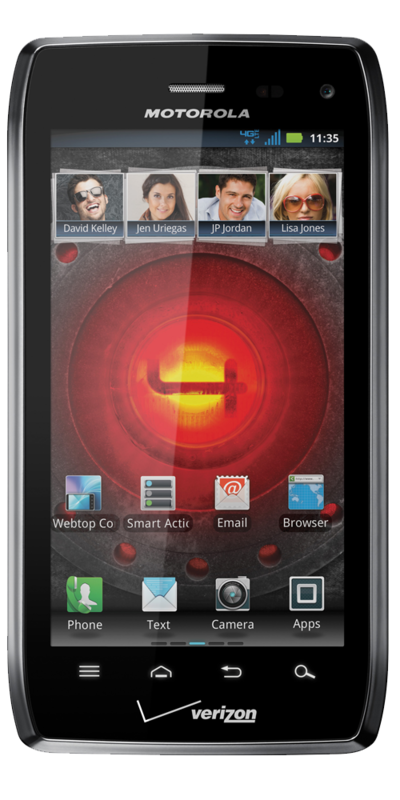 MOTOROLA
4G 11:35
David Kelley Jen Uriegas JP Jordan Lisa Jones
4
Webtop Co Smart Actic Email Browser
Phone Text Camera Apps
verizon